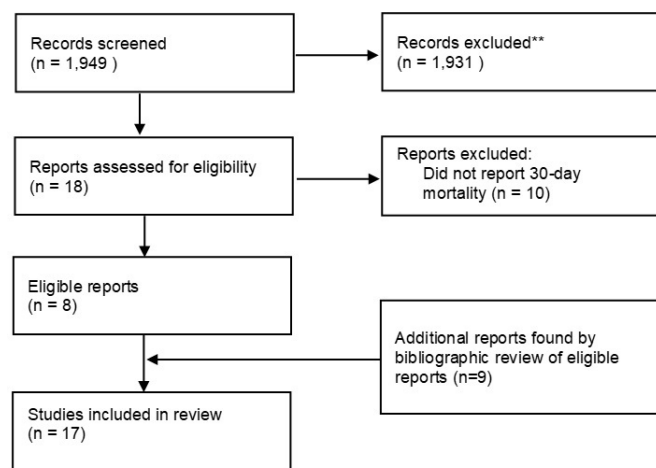 Records screened
(n = 1,949 )
Records excluded**
(n = 1,931 )
Reports assessed for eligibility
(n = 18)
Reports excluded:
Did not report 30-day
mortality (n = 10)
Eligible reports
(n = 8)
Additional reports found by
bibliographic review of eligible
reports (n=9)
Studies included in review
(n = 17)